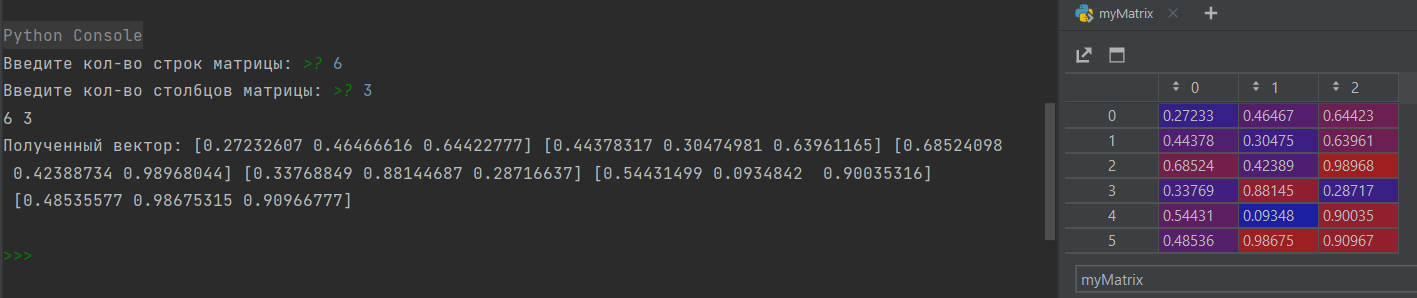 Python Console
Введите кол-во строк матрицы: >? 6
Введите кол-во столбцов матрицы: >? 3
6 3
Полученный вектор: [0.27232607 0.46466616 0.64422777] [0.44378317 0.30474981 0.63961165] [0.68524098
 0.42388734 0.98968044] [0.33768849 0.88144687 0.28716637] [0.54431499 0.0934842  0.90035316]
 [0.48535577 0.98675315 0.90966777]
>>>
myMatrix
0 1 2
0 0.27233 0.46467 0.64423
1 0.44378 0.30475 0.63961
2 0.68524 0.42389 0.98968
3 0.33769 0.88145 0.28717
4 0.54431 0.09348 0.90035
5 0.48536 0.98675 0.90967
myMatrix